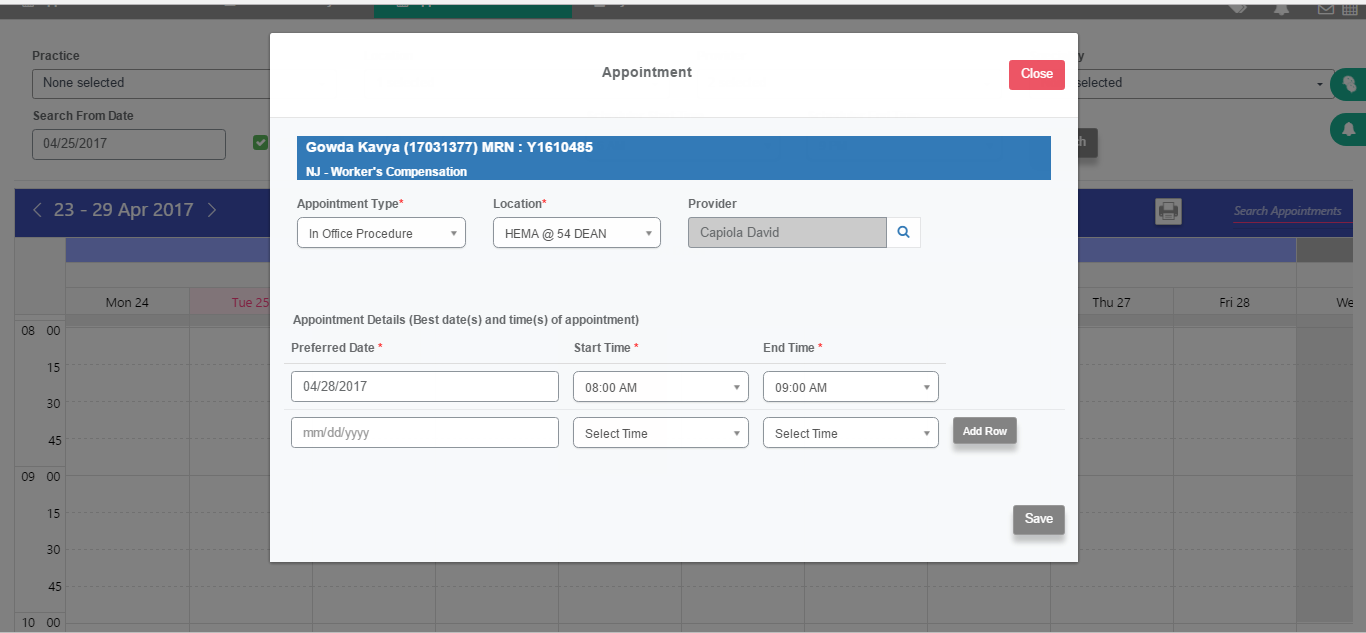 Practice
None selected
Search From Date
04/25/2017
selected
23 - 29 Apr 2017
Search Appointments
Mon 24
Tue 25
Thu 27
Fri 28
We
08 00
15
30
45
09 00
15
30
45
10 00
Appointment
Close
Gowda Kavya (17031377) MRN : Y1610485
NJ - Worker's Compensation
Appointment Type* Location* Provider
In Office Procedure HEMA @ 54 DEAN Capiola David
Appointment Details (Best date(s) and time(s) of appointment)
Preferred Date * Start Time * End Time *
04/28/2017 08:00 AM 09:00 AM
mm/dd/yyyy Select Time Select Time Add Row
Save